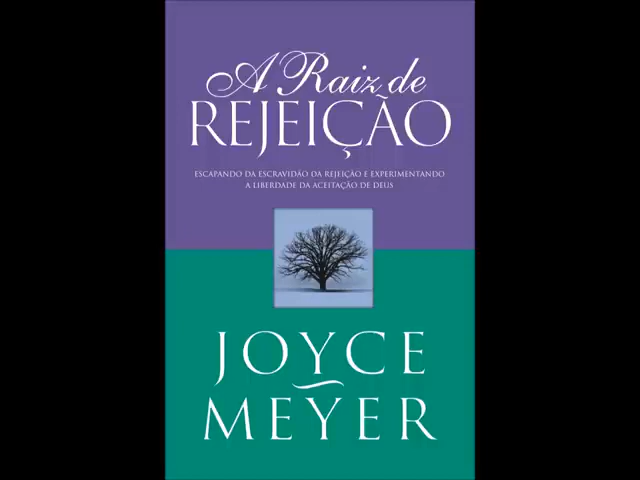 A Raiz de
REJEIÇÃO
ESCAPANDO DA ESCRAVIDÃO DA REJEIÇÃO E EXPERIMENTANDO
A LIBERDADE DA ACEITAÇÃO DE DEUS
JOYCE
MEYER